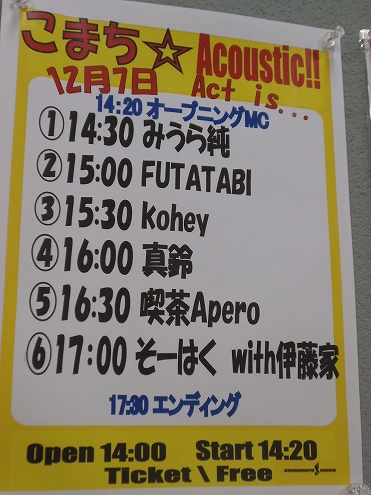 こまち☆Acoustic!!
12月7日 Act is...
14:20 オープニングMC
①14:30 みうら純
②15:00 FUTATABI
③15:30 kohey
④16:00 真鈴
⑤16:30 喫茶Apero
⑥17:00 そーはく with伊藤家
17:30 エンディング
Open 14:00 Start 14:20
Ticket \ Free